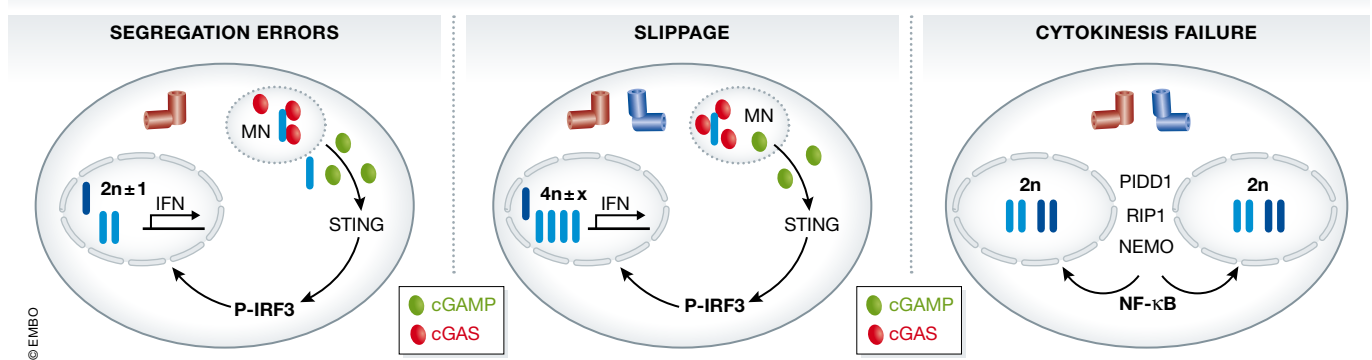 SEGREGATION ERRORS
MN
2n ± 1
IFN
STING
P-IRF3
cGAMP
cGAS
SLIPPAGE
MN
4n ± x
IFN
STING
P-IRF3
cGAMP
cGAS
CYTOKINESIS FAILURE
2n
PIDD1
RIP1
NEMO
2n
NF-κB
© EMBO